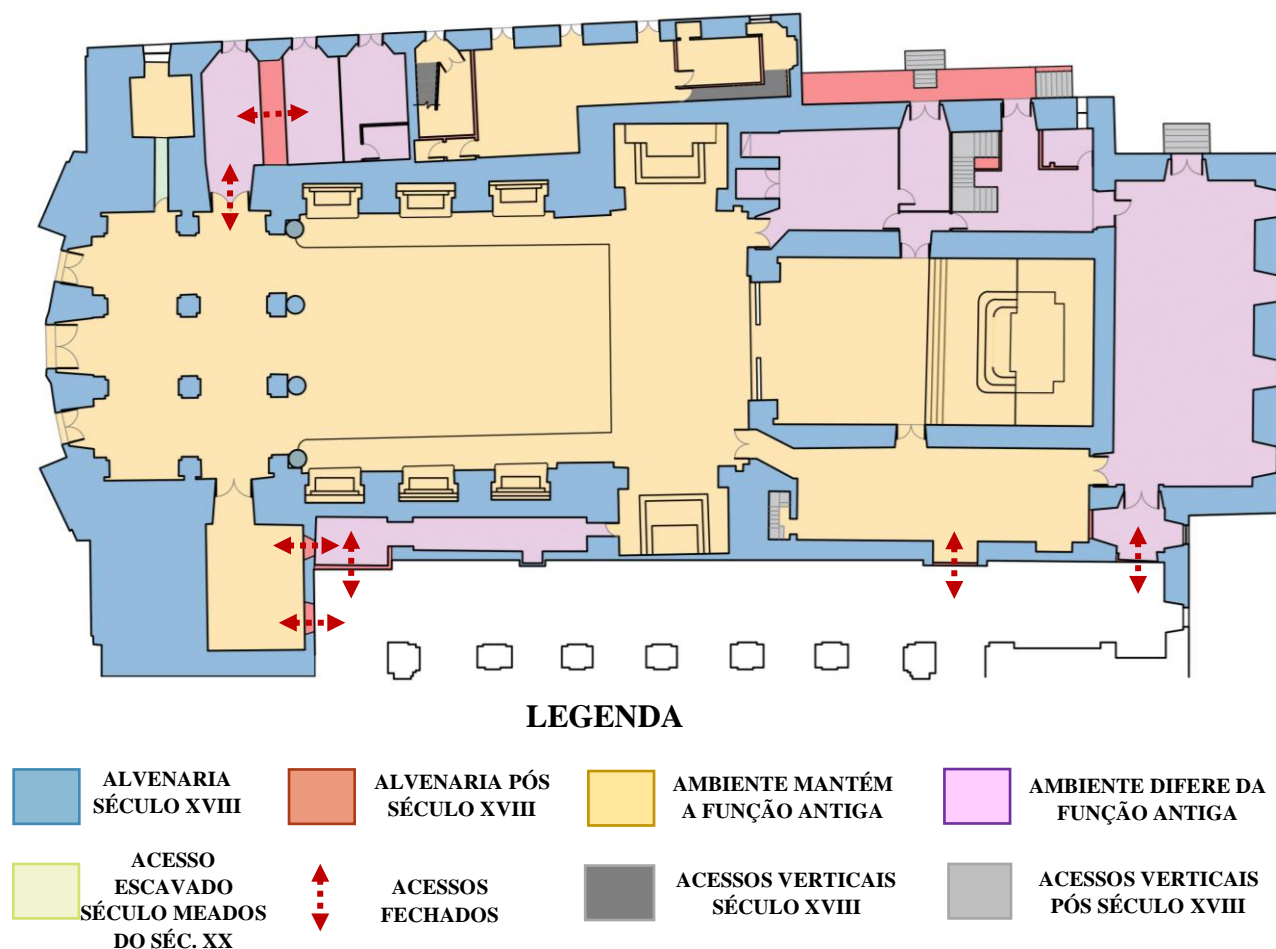 LEGENDA
ALVENARIA
SÉCULO XVIII
ALVENARIA PÓS
SÉCULO XVIII
AMBIENTE MANTÉM
A FUNÇÃO ANTIGA
AMBIENTE DIFERE DA
FUNÇÃO ANTIGA
ACESSO
ESCAVADO
SÉCULO MEADOS
DO SÉC. XX
ACESSOS
FECHADOS
ACESSOS VERTICAIS
SÉCULO XVIII
ACESSOS VERTICAIS
PÓS SÉCULO XVIII